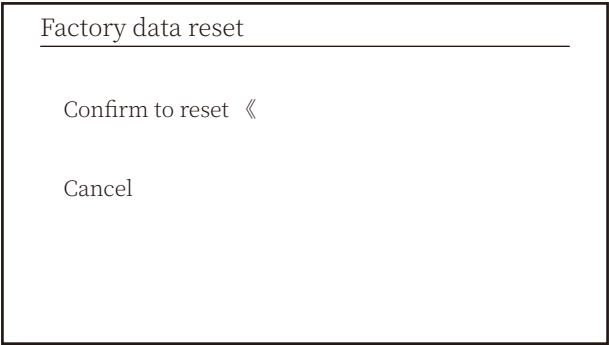 Factory data reset
Confirm to reset 《
Cancel